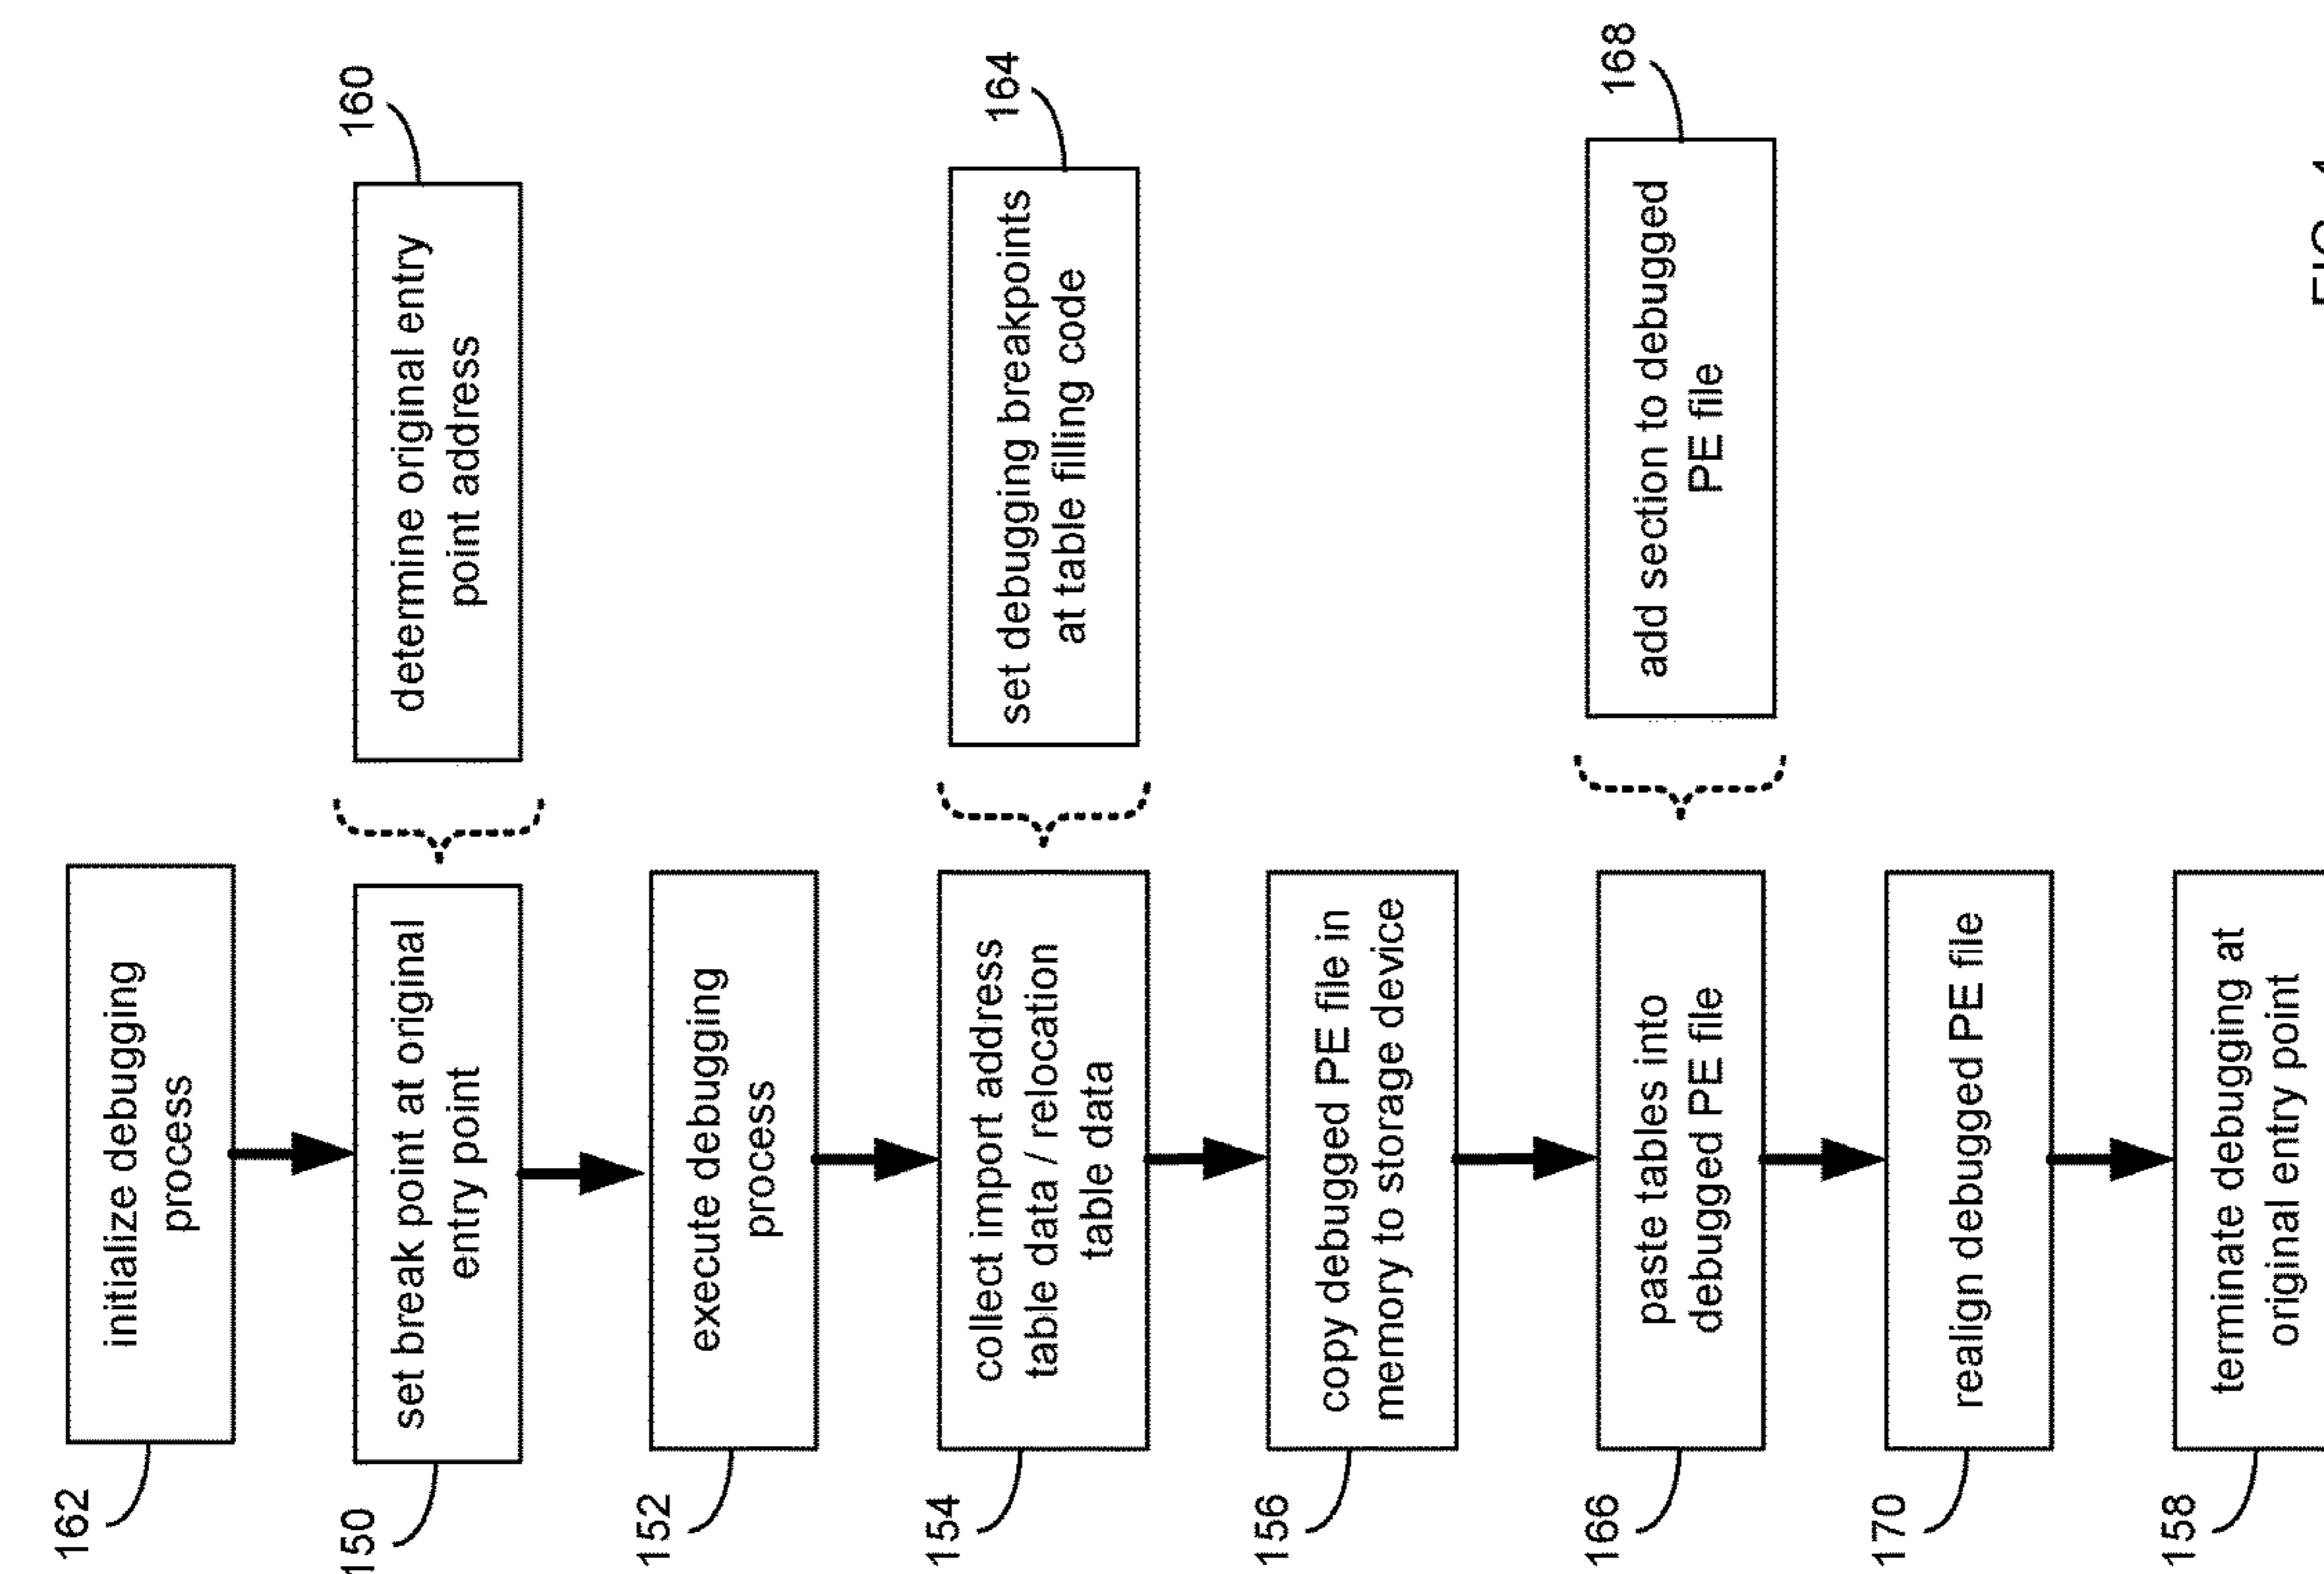 162
initialize debugging
process
150
set break point at original
entry point
160
determine original entry
point address
152
execute debugging
process
154
collect import address
table data / relocation
table data
164
set debugging breakpoints
at table filling code
156
copy debugged PE file in
memory to storage device
166
paste tables into
debugged PE file
168
add section to debugged
PE file
170
realign debugged PE file
158
terminate debugging at
original entry point